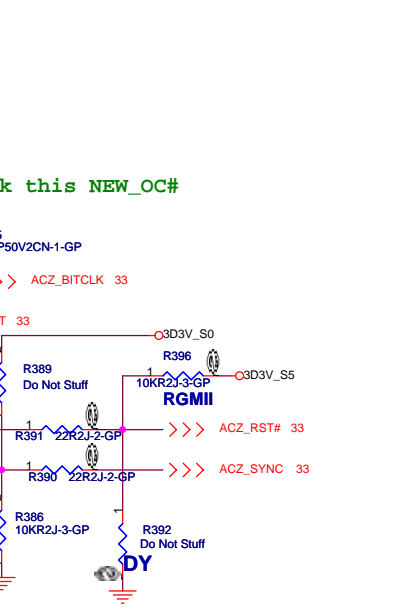 k this NEW_OC#
P50V2CN-1-GP
ACZ_BITCLK 33
T 33
3D3V_S0
R396
R389
1
10KR2J-3-GP
3D3V_S5
Do Not Stuff
RGMII
1
ACZ_RST# 33
R391 22R2J-2-GP
1
ACZ_SYNC 33
R390 22R2J-2-GP
1
R386
10KR2J-3-GP
R392
Do Not Stuff
DY